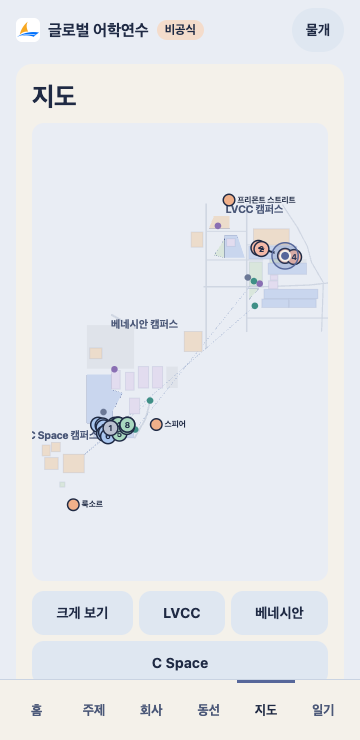 글로벌 어학연수 비공식 물개
지도
프리몬트 스트리트
LVCC 캠퍼스
4
베네시안 캠퍼스
C Space 캠퍼스
1 8
스피어
룩소르
크게 보기 LVCC 베네시안
C Space
홈 주제 회사 동선 지도 일기